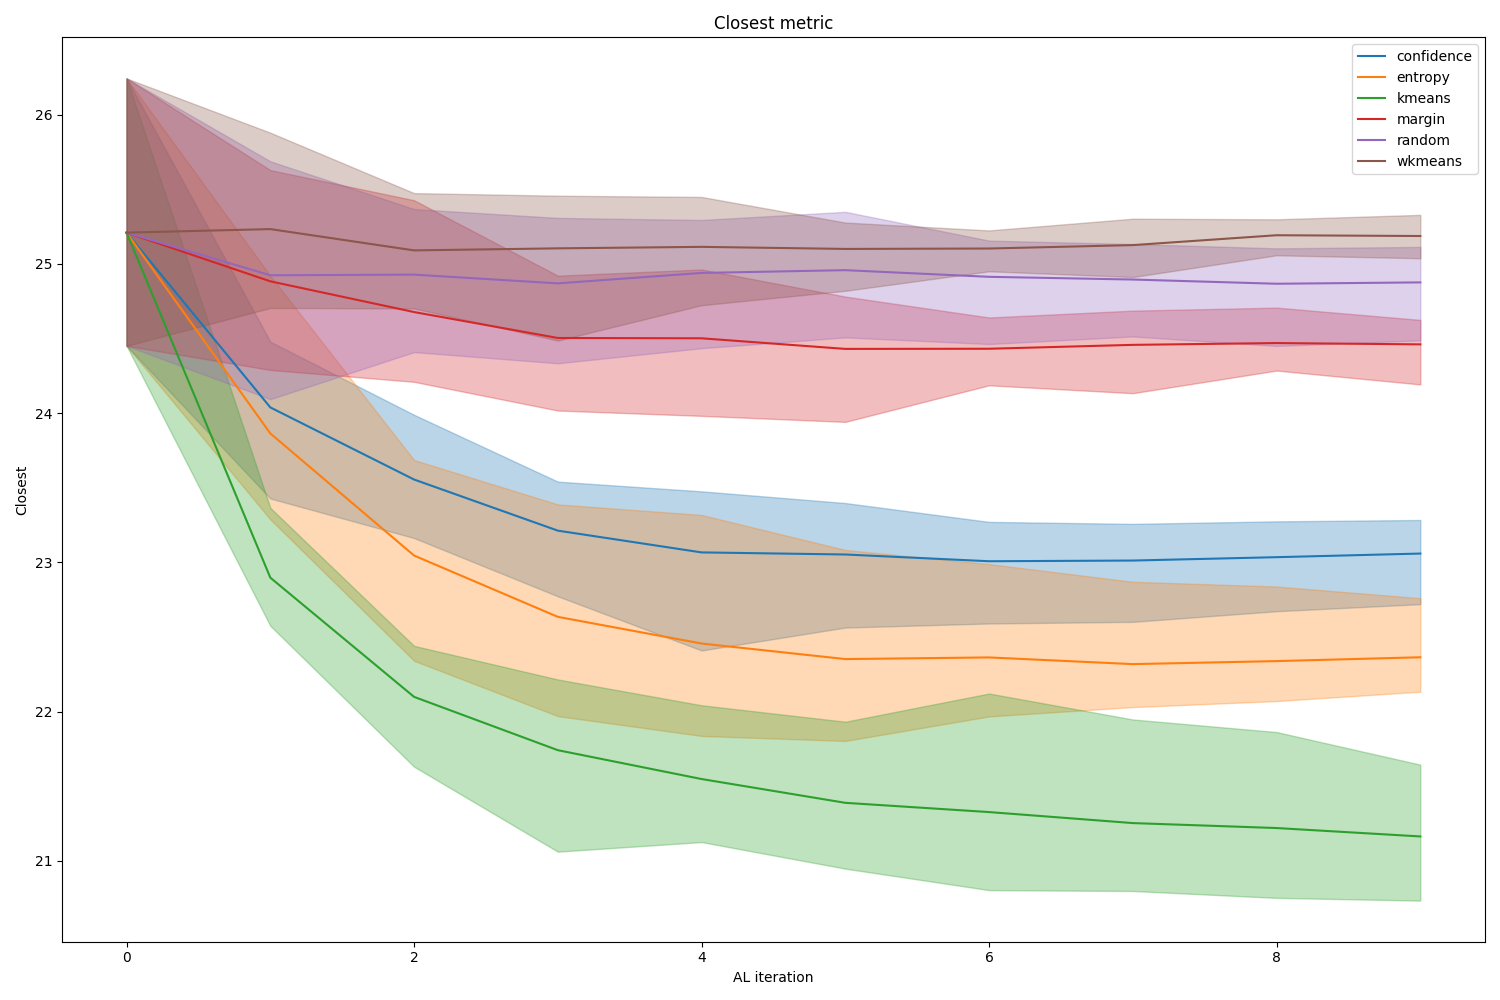 Closest metric
confidence
entropy
kmeans
margin
random
wkmeans
26
25
24
23
22
21
Closest
0
2
4
6
8
AL iteration